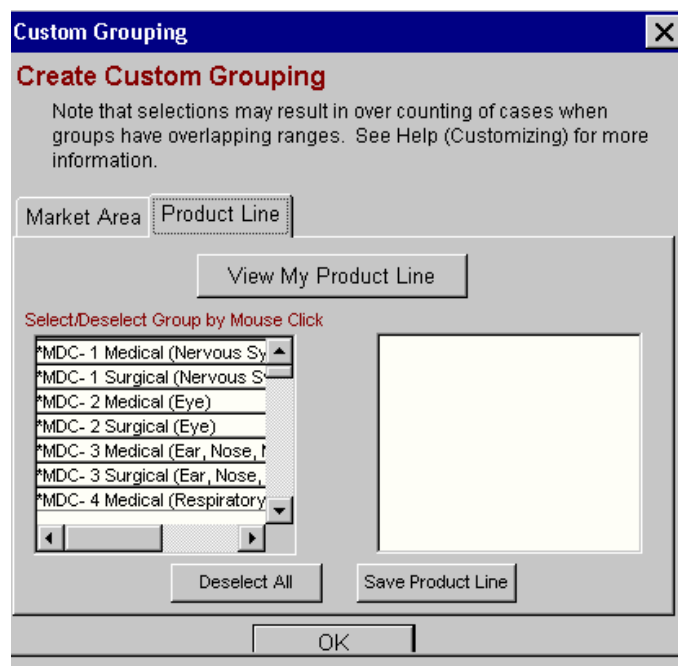 Custom Grouping
Create Custom Grouping
Note that selections may result in over counting of cases when
groups have overlapping ranges. See Help (Customizing) for more
information.
Market Area
Product Line
View My Product Line
Select/Deselect Group by Mouse Click
*MDC- 1 Medical (Nervous Sy
*MDC- 1 Surgical (Nervous S
*MDC- 2 Medical (Eye)
*MDC- 2 Surgical (Eye)
*MDC- 3 Medical (Ear, Nose,
*MDC- 3 Surgical (Ear, Nose,
*MDC- 4 Medical (Respiratory
Deselect All
Save Product Line
OK